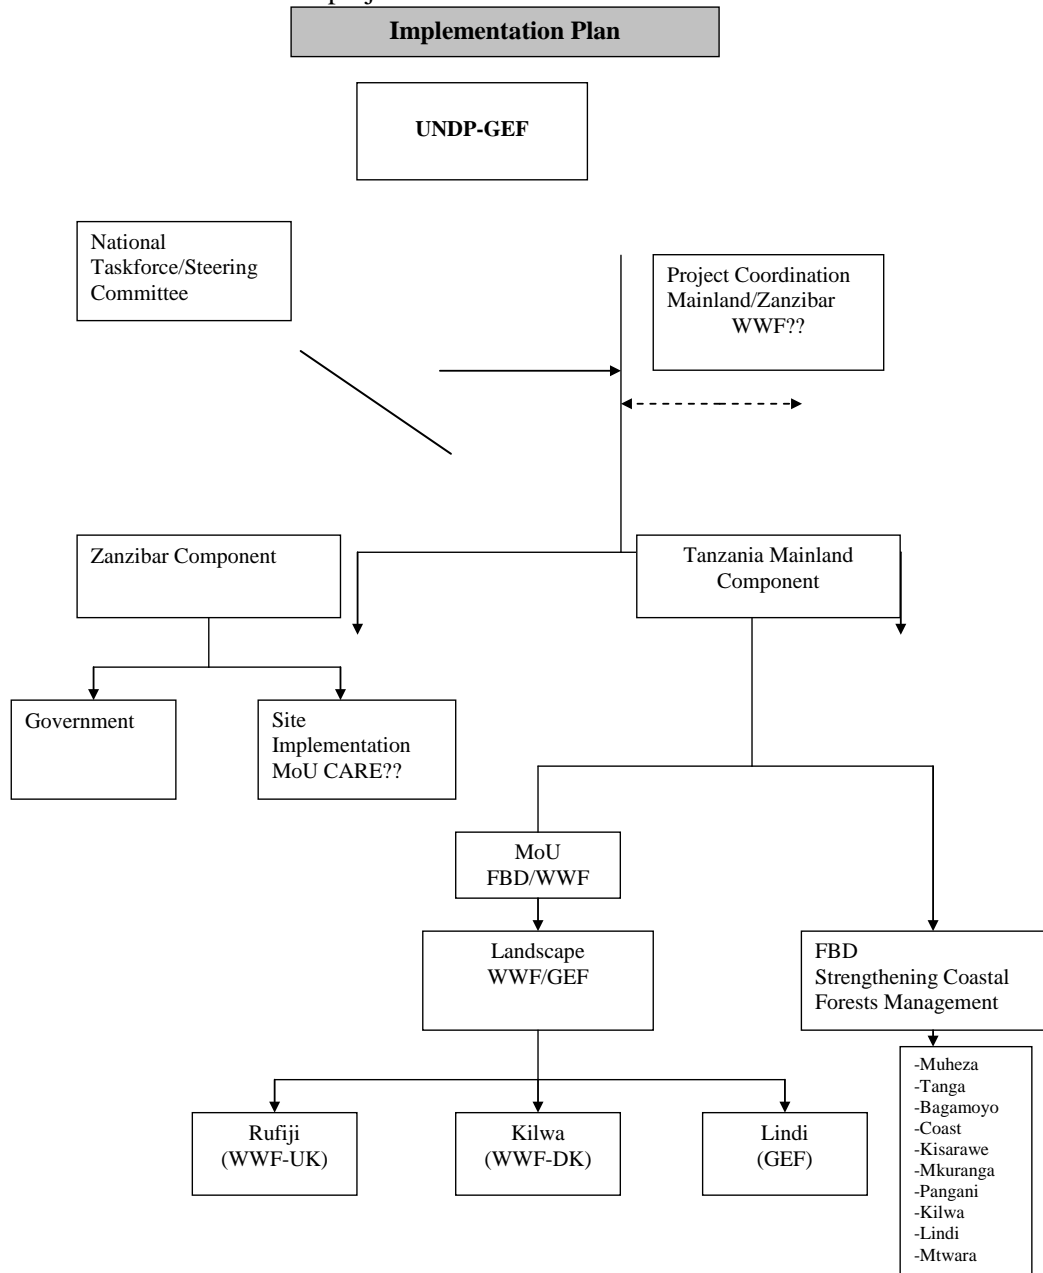 Implementation Plan
UNDP-GEF
National
Taskforce/Steering
Committee
Project Coordination
Mainland/Zanzibar
WWF??
Zanzibar Component
Tanzania Mainland
Component
Government
Site
Implementation
MoU CARE??
MoU
FBD/WWF
Landscape
WWF/GEF
FBD
Strengthening Coastal
Forests Management
Rufiji
(WWF-UK)
Kilwa
(WWF-DK)
Lindi
(GEF)
-Muheza
-Tanga
-Bagamoyo
-Coast
-Kisarawe
-Mkuranga
-Pangani
-Kilwa
-Lindi
-Mtwara